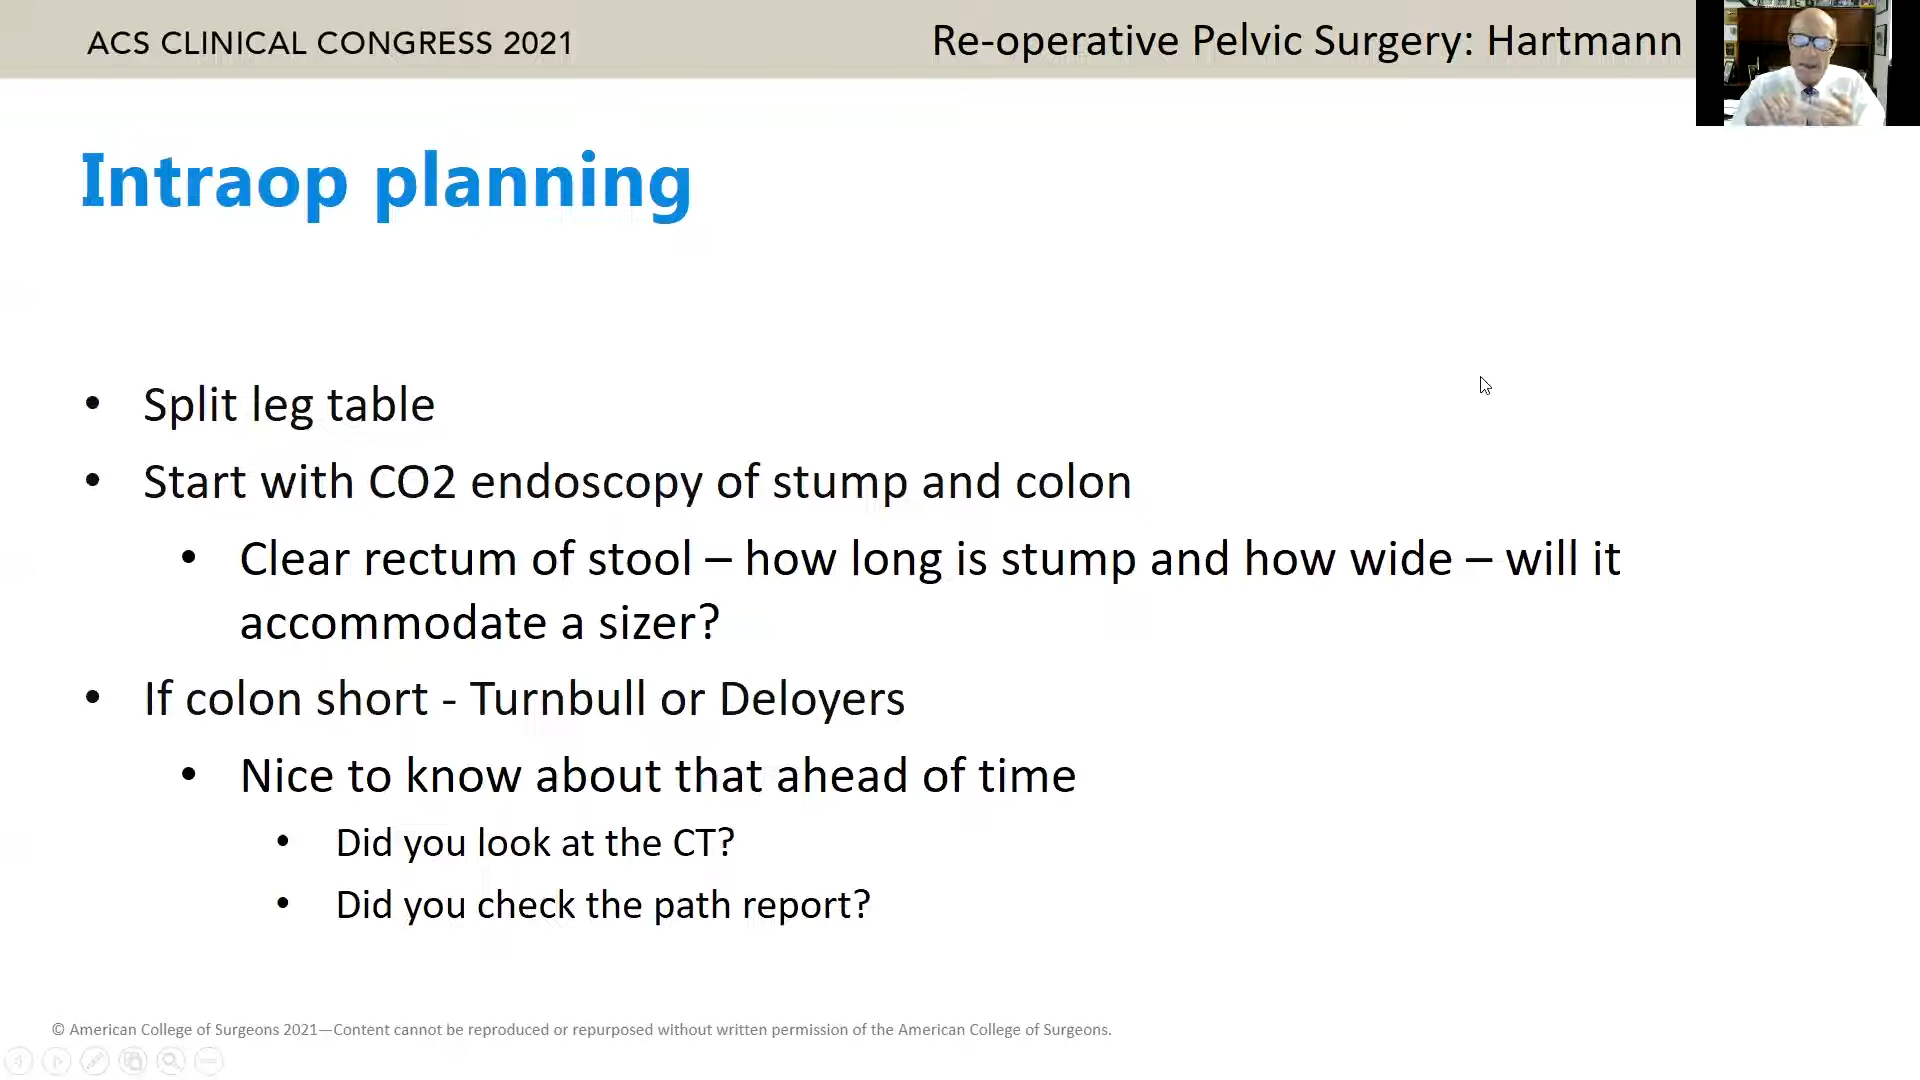 ACS CLINICAL CONGRESS 2021
Re-operative Pelvic Surgery: Hartmann
Intraop planning
• Split leg table
• Start with CO2 endoscopy of stump and colon
• Clear rectum of stool – how long is stump and how wide – will it
accommodate a sizer?
• If colon short - Turnbull or Deloyers
• Nice to know about that ahead of time
• Did you look at the CT?
• Did you check the path report?
© American College of Surgeons 2021—Content cannot be reproduced or repurposed without written permission of the American College of Surgeons.